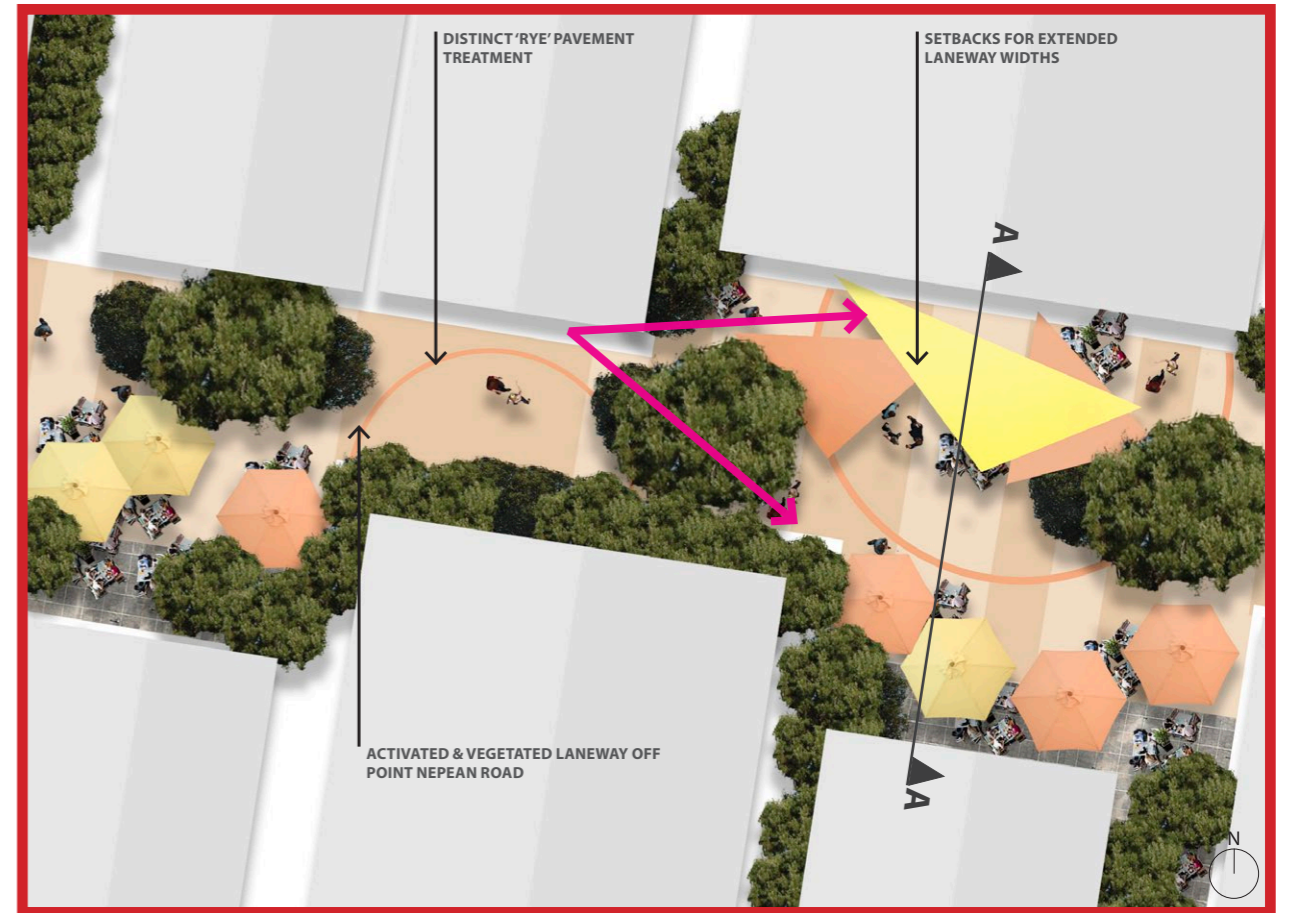 DISTINCT ‘RYE’ PAVEMENT
TREATMENT
SETBACKS FOR EXTENDED
LANEWAY WIDTHS
A
ACTIVATED & VEGETATED LANEWAY OFF
POINT NEPEAN ROAD
A
N